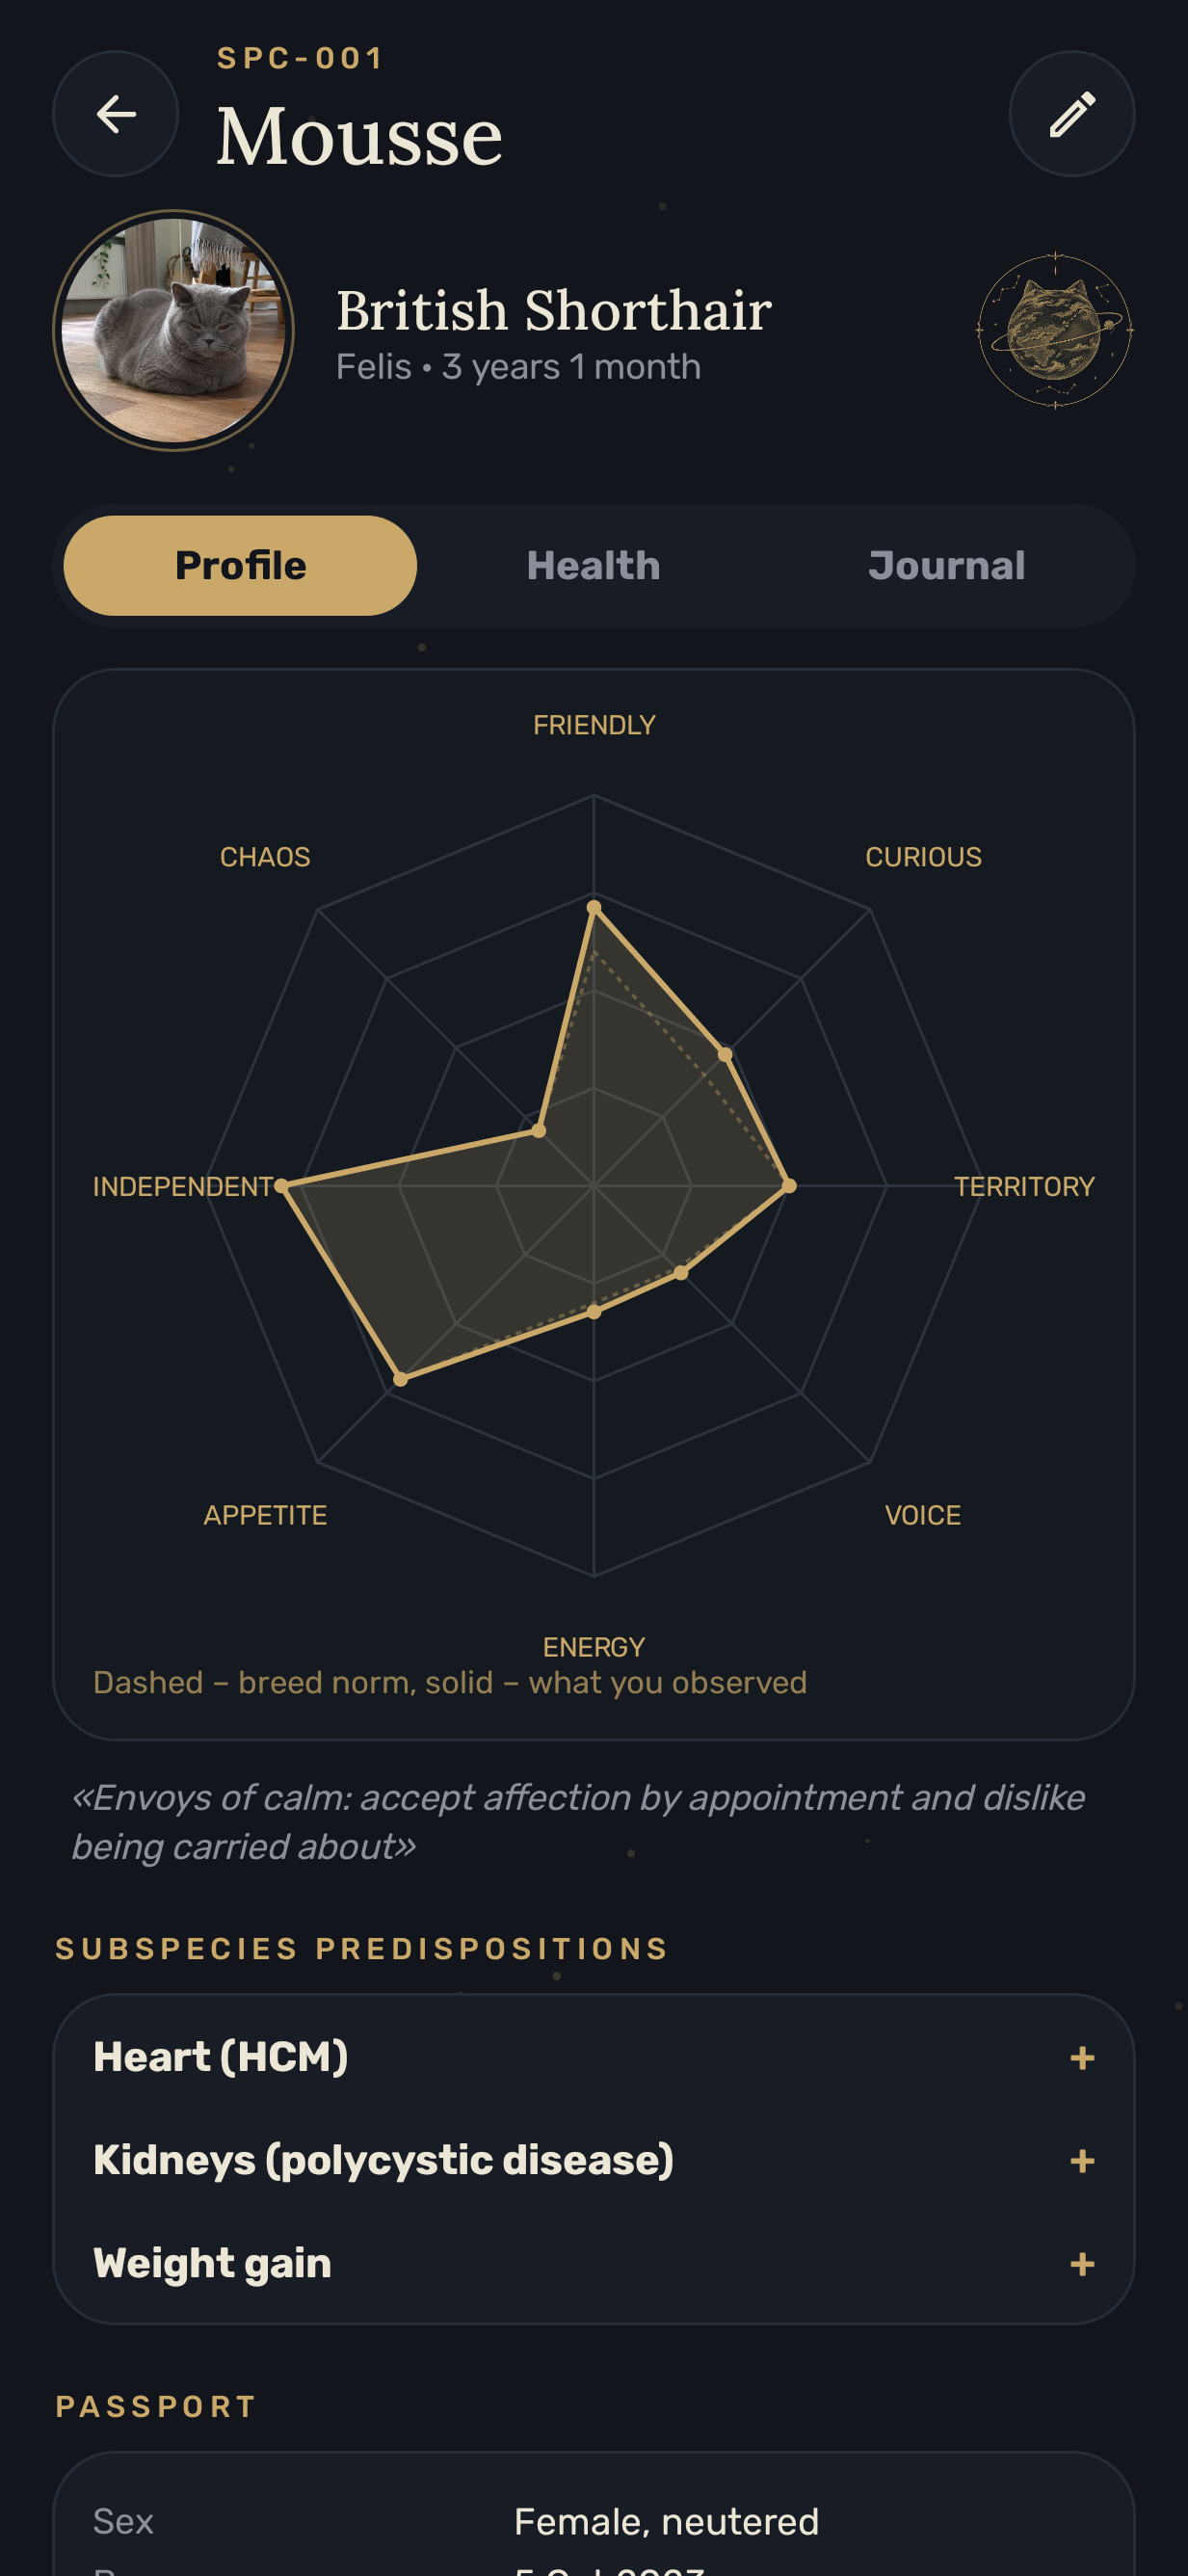 SPC-001
Mousse
British Shorthair
Felis • 3 years 1 month
Profile
Health
Journal
FRIENDLY
CHAOS
CURIOUS
INDEPENDENT
TERRITORY
APPETITE
VOICE
ENERGY
Dashed – breed norm, solid – what you observed
«Envoys of calm: accept affection by appointment and dislike
being carried about»
SUBSPECIES PREDISPOSITIONS
Heart (HCM) +
Kidneys (polycystic disease) +
Weight gain +
PASSPORT
Sex
Female, neutered